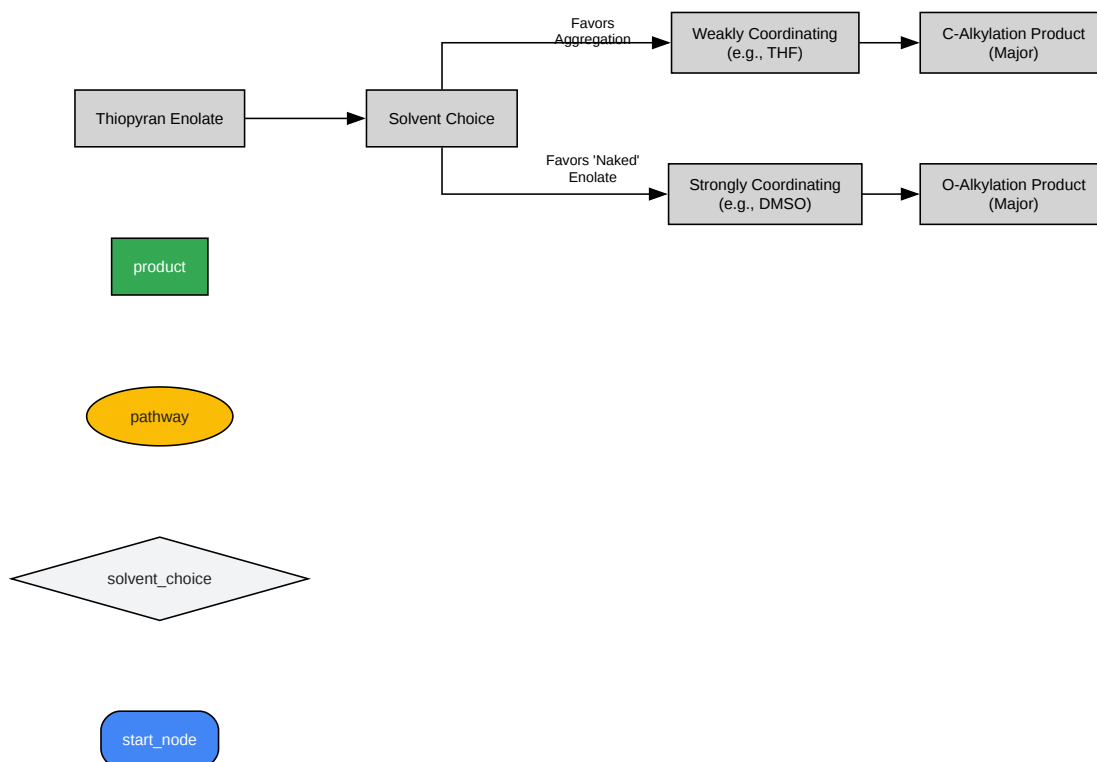 Favors
Aggregation
Weakly Coordinating
(e.g., THF)
C-Alkylation Product
(Major)
Thiopyran Enolate
Solvent Choice
Favors 'Naked'
Enolate
Strongly Coordinating
(e.g., DMSO)
O-Alkylation Product
(Major)
product
pathway
solvent_choice
start_node